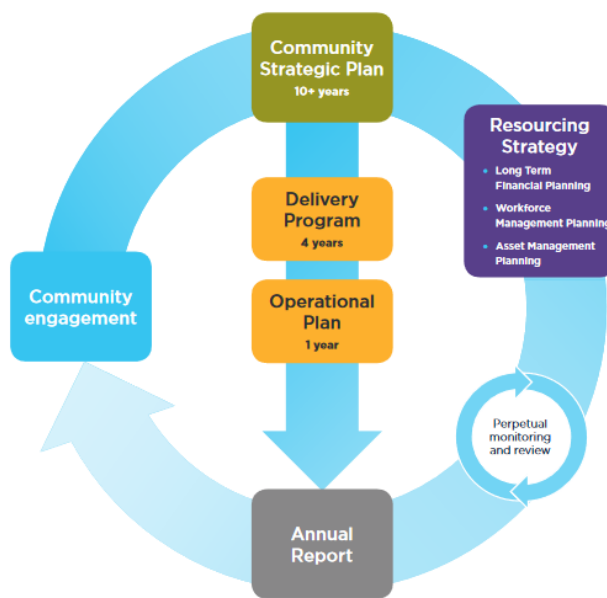 Community
Strategic Plan
10+ years
Resourcing
Strategy
• Long Term
Financial Planning
• Workforce
Management Planning
• Asset Management
Planning
Delivery
Program
4 years
Community
engagement
Operational
Plan
1 year
Perpetual
monitoring
and review
Annual
Report